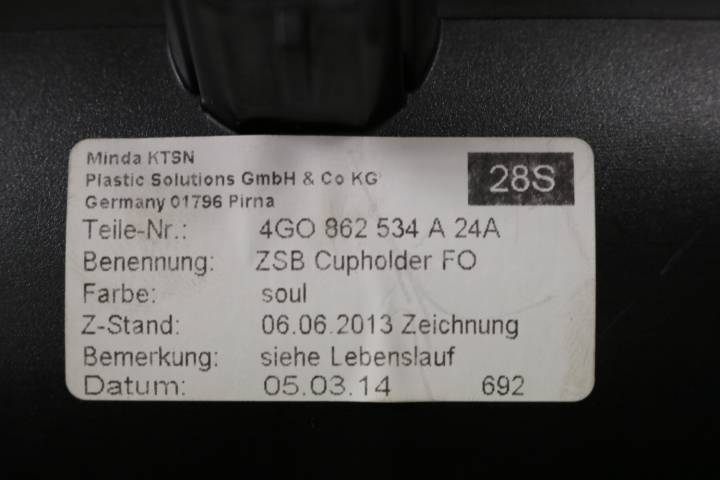 Minda KTSN
Plastic Solutions GmbH & Co KG
Germany 01796 Pirna
28S
Teile-Nr.: 4GO 862 534 A 24A
Benennung: ZSB Cupholder FO
Farbe: soul
Z-Stand: 06.06.2013 Zeichnung
Bemerkung: siehe Lebenslauf
Datum: 05.03.14 692